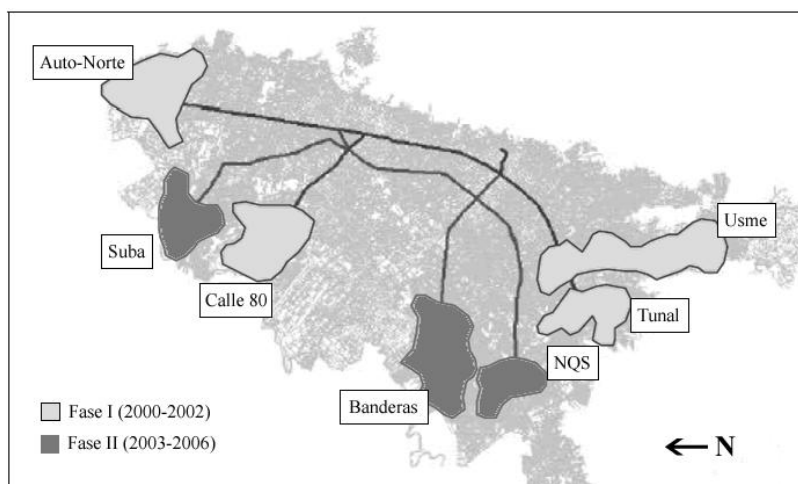 Auto-Norte
Suba
Calle 80
Usme
Tunal
NQS
Banderas
Fase I (2000-2002)
Fase II (2003-2006)
N